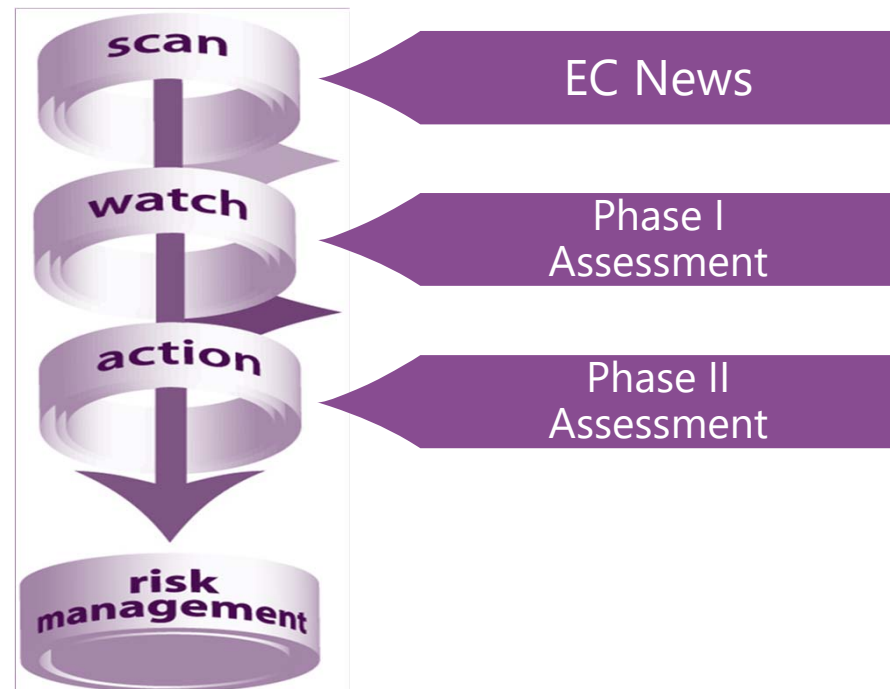 scan
EC News
watch
Phase I
Assessment
action
Phase II
Assessment
risk
management